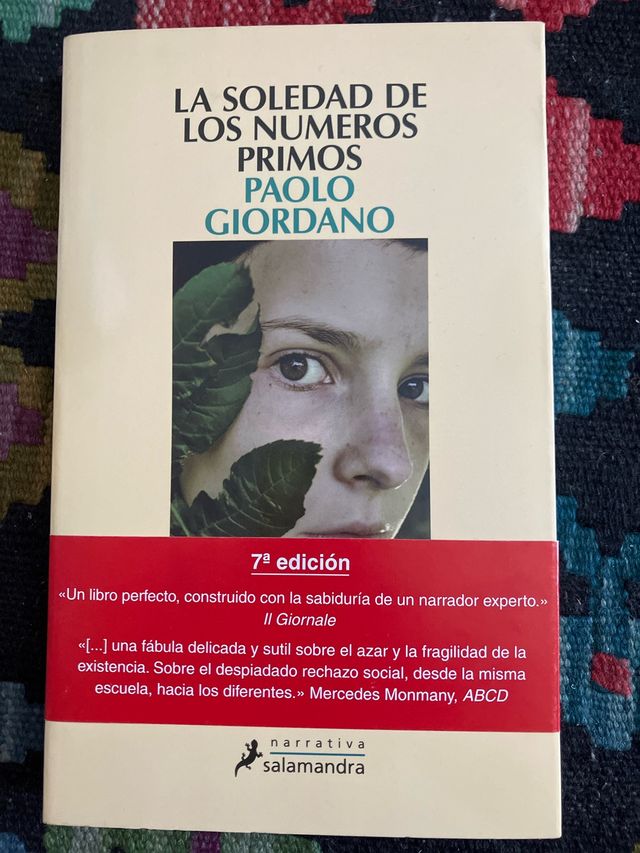 LA SOLEDAD DE
LOS NUMEROS
PRIMOS
PAOLO
GIORDANO
7ª edición
«Un libro perfecto, construido con la sabiduría de un narrador experto.»
Il Giornale
«[...] una fábula delicada y sutil sobre el azar y la fragilidad de la
existencia. Sobre el despiadado rechazo social, desde la misma
escuela, hacia los diferentes.» Mercedes Monmany, ABCD
narrativa
salamandra